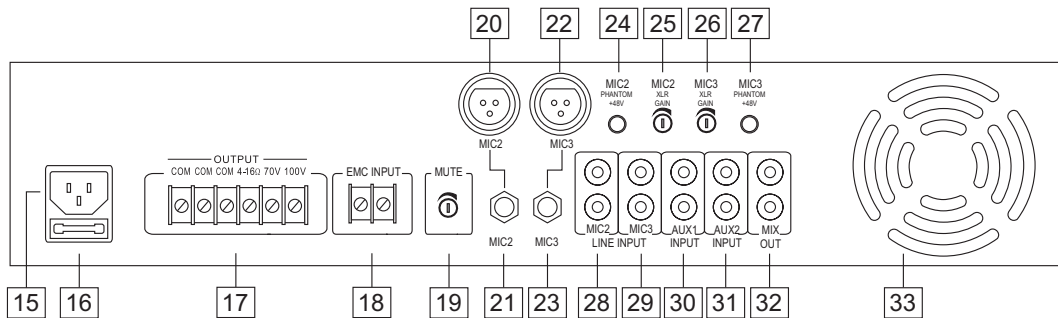 20 22 24 25 26 27
MIC2 PHANTOM +48V
MIC2 XLR GAIN
MIC3 XLR GAIN
MIC3 PHANTOM +48V
MIC2 MIC3
OUTPUT
COM COM COM 4-16Ω 70V 100V
EMC INPUT
MUTE
MIC2 MIC3
MIC2 MIC3 AUX1 AUX2 MIX
LINE INPUT INPUT INPUT OUT
15 16 17 18 19 21 23 28 29 30 31 32 33